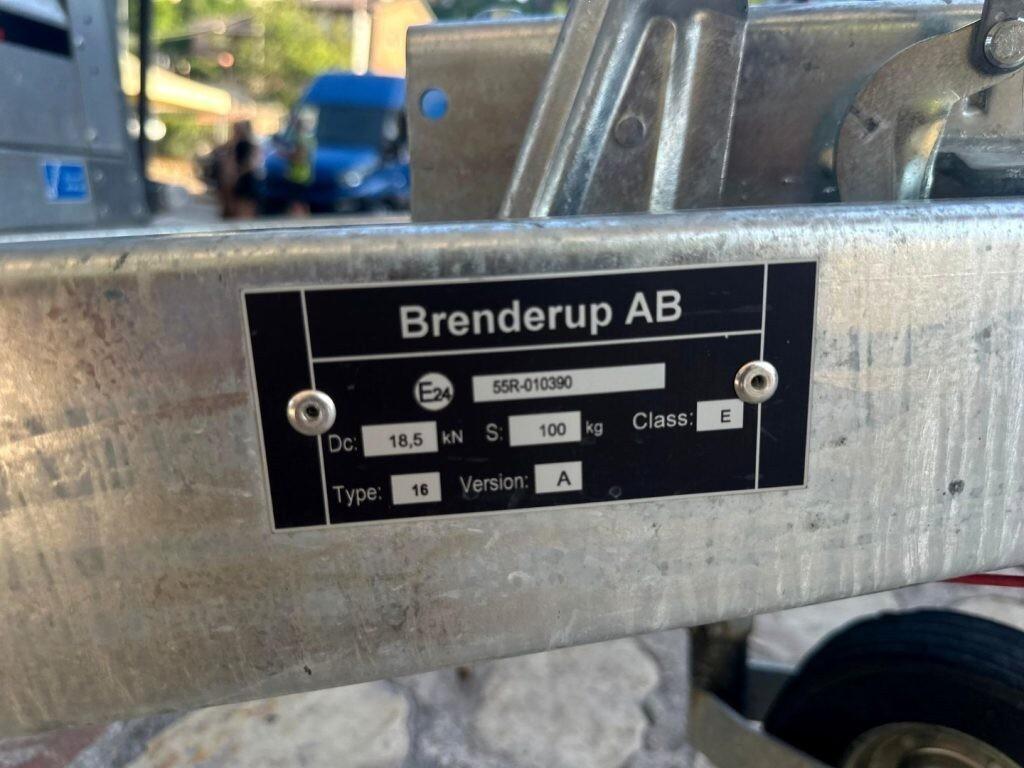 Brenderup AB
E24 55R-010390
Dc: 18,5 kN S: 100 kg Class: E
Type: 16 Version: A